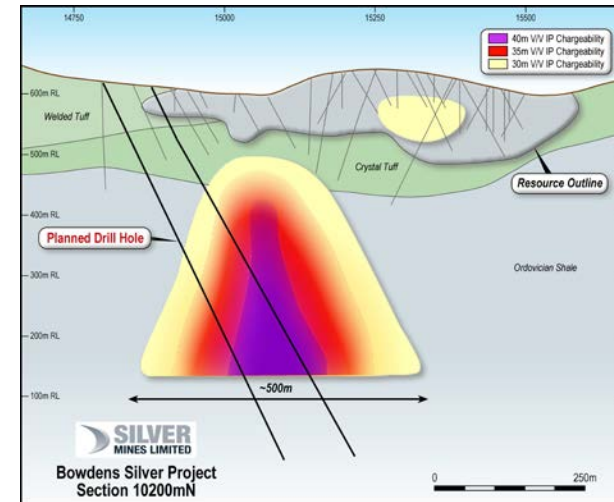 14750
15000
15250
15500
40m V/V IP Chargeability
35m V/V IP Chargeability
30m V/V IP Chargeability
600m RL
Welded Tuff
500m RL
Crystal Tuff
Resource Outline
400m RL
Planned Drill Hole
Ordovician Shale
300m RL
200m RL
100m RL
~500m
SILVER
MINES LIMITED
Bowdens Silver Project
Section 10200mN
0
250m